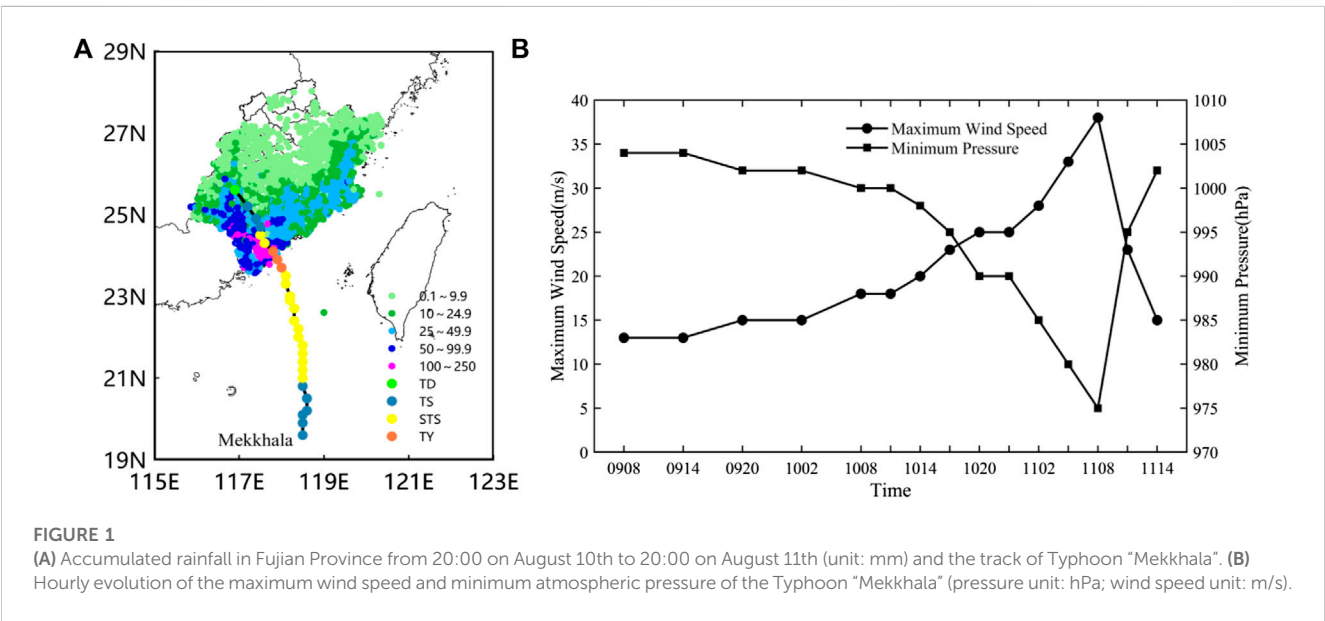 A
29N
27N
25N
23N
21N
19N
115E
117E
119E
121E
123E
0.1 ~ 9.9
10 ~ 24.9
25 ~ 49.9
50 ~ 99.9
100 ~ 250
TD
TS
STS
TY
Mekkhala
B
Maximum Wind Speed(m/s)
40
35
30
25
20
15
10
5
0
Maximum Wind Speed
Minimum Pressure
1010
1005
1000
995
990
985
980
975
970
Minimum Pressure(hPa)
0908 0914 0920 1002 1008 1014 1020 1102 1108 1114
Time
FIGURE 1
(A) Accumulated rainfall in Fujian Province from 20:00 on August 10th to 20:00 on August 11th (unit: mm) and the track of Typhoon “Mekkhala”. (B)
Hourly evolution of the maximum wind speed and minimum atmospheric pressure of the Typhoon “Mekkhala” (pressure unit: hPa; wind speed unit: m/s).